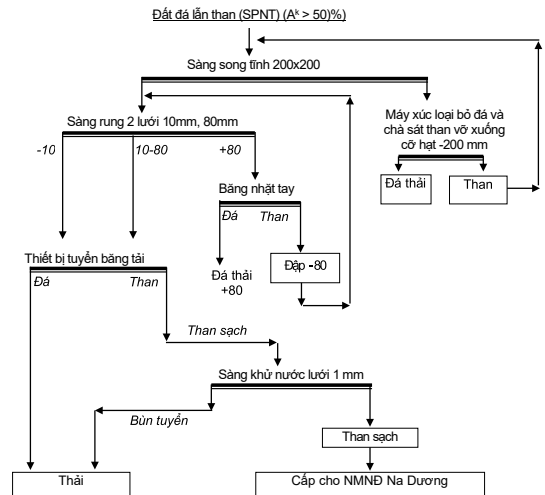 Đất đá lẫn than (SPNT) (Aᵏ > 50)%)
Sàng song tĩnh 200x200
Sàng rung 2 lưới 10mm, 80mm
-10
10-80
+80
Máy xúc loại bỏ đá và
chà sát than vỡ xuống
cỡ hạt -200 mm
Đá thải
Than
Băng nhặt tay
Đá
Than
Đá thải
+80
Đập -80
Thiết bị tuyển băng tải
Đá
Than
Than sạch
Sàng khử nước lưới 1 mm
Bùn tuyển
Than sạch
Thải
Cấp cho NMNĐ Na Dương